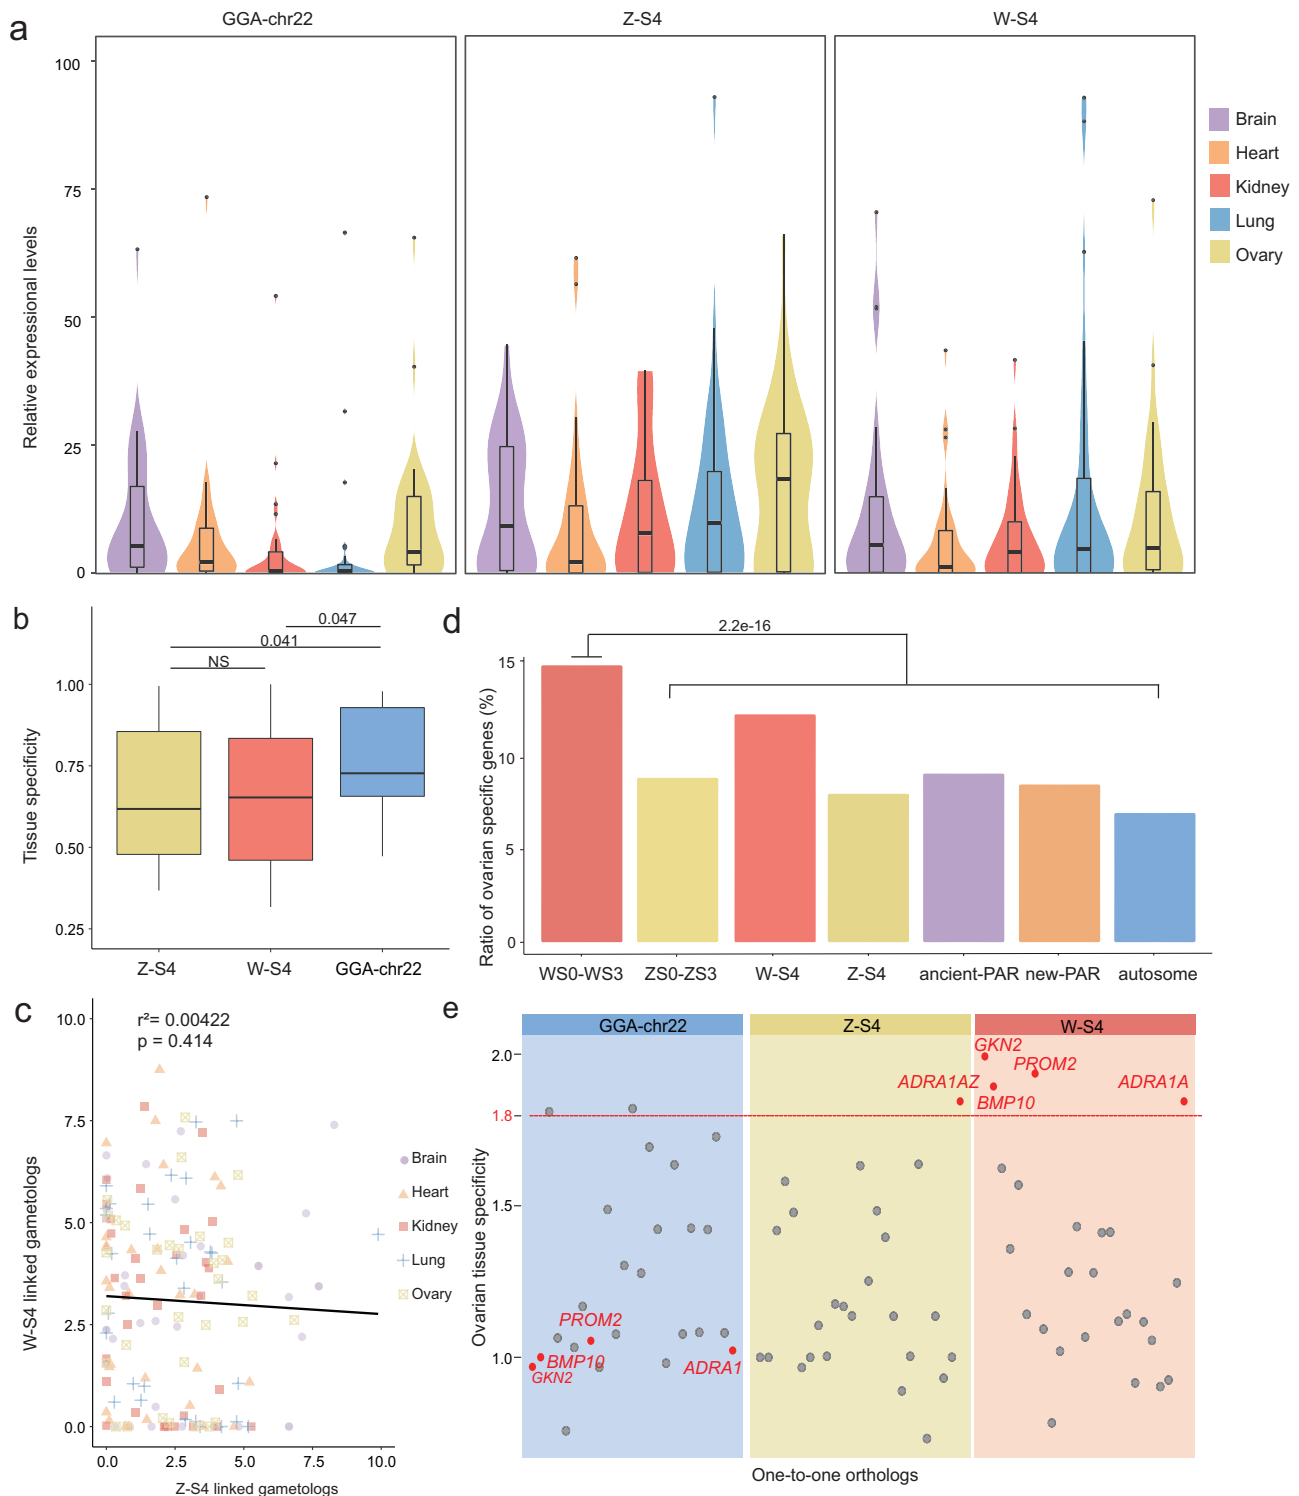 a
GGA-chr22
Z-S4
W-S4
Relative expressional levels
100
75
50
25
0
Brain
Heart
Kidney
Lung
Ovary
b
0.047
0.041
NS
Tissue specificity
1.00
0.75
0.50
0.25
Z-S4
W-S4
GGA-chr22
d
2.2e-16
Ratio of ovarian specific genes (%)
15
10
5
0
WS0-WS3
ZS0-ZS3
W-S4
Z-S4
ancient-PAR
new-PAR
autosome
c
r²= 0.00422
p = 0.414
W-S4 linked gametologs
10.0
7.5
5.0
2.5
0.0
0.0
2.5
5.0
7.5
10.0
Z-S4 linked gametologs
Brain
Heart
Kidney
Lung
Ovary
e
GGA-chr22
Z-S4
W-S4
Ovarian tissue specificity
2.0
1.8
1.5
1.0
GKN2
PROM2
ADRA1AZ
BMP10
ADRA1A
PROM2
BMP10
GKN2
ADRA1
One-to-one orthologs